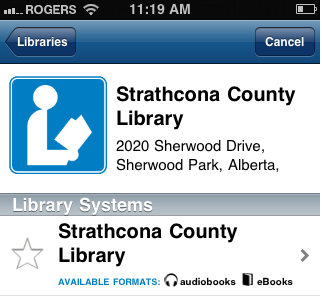 ROGERS 11:19 AM
Libraries Cancel
Strathcona County
Library
2020 Sherwood Drive,
Sherwood Park, Alberta,
Library Systems
Strathcona County
Library
AVAILABLE FORMATS: audiobooks eBooks